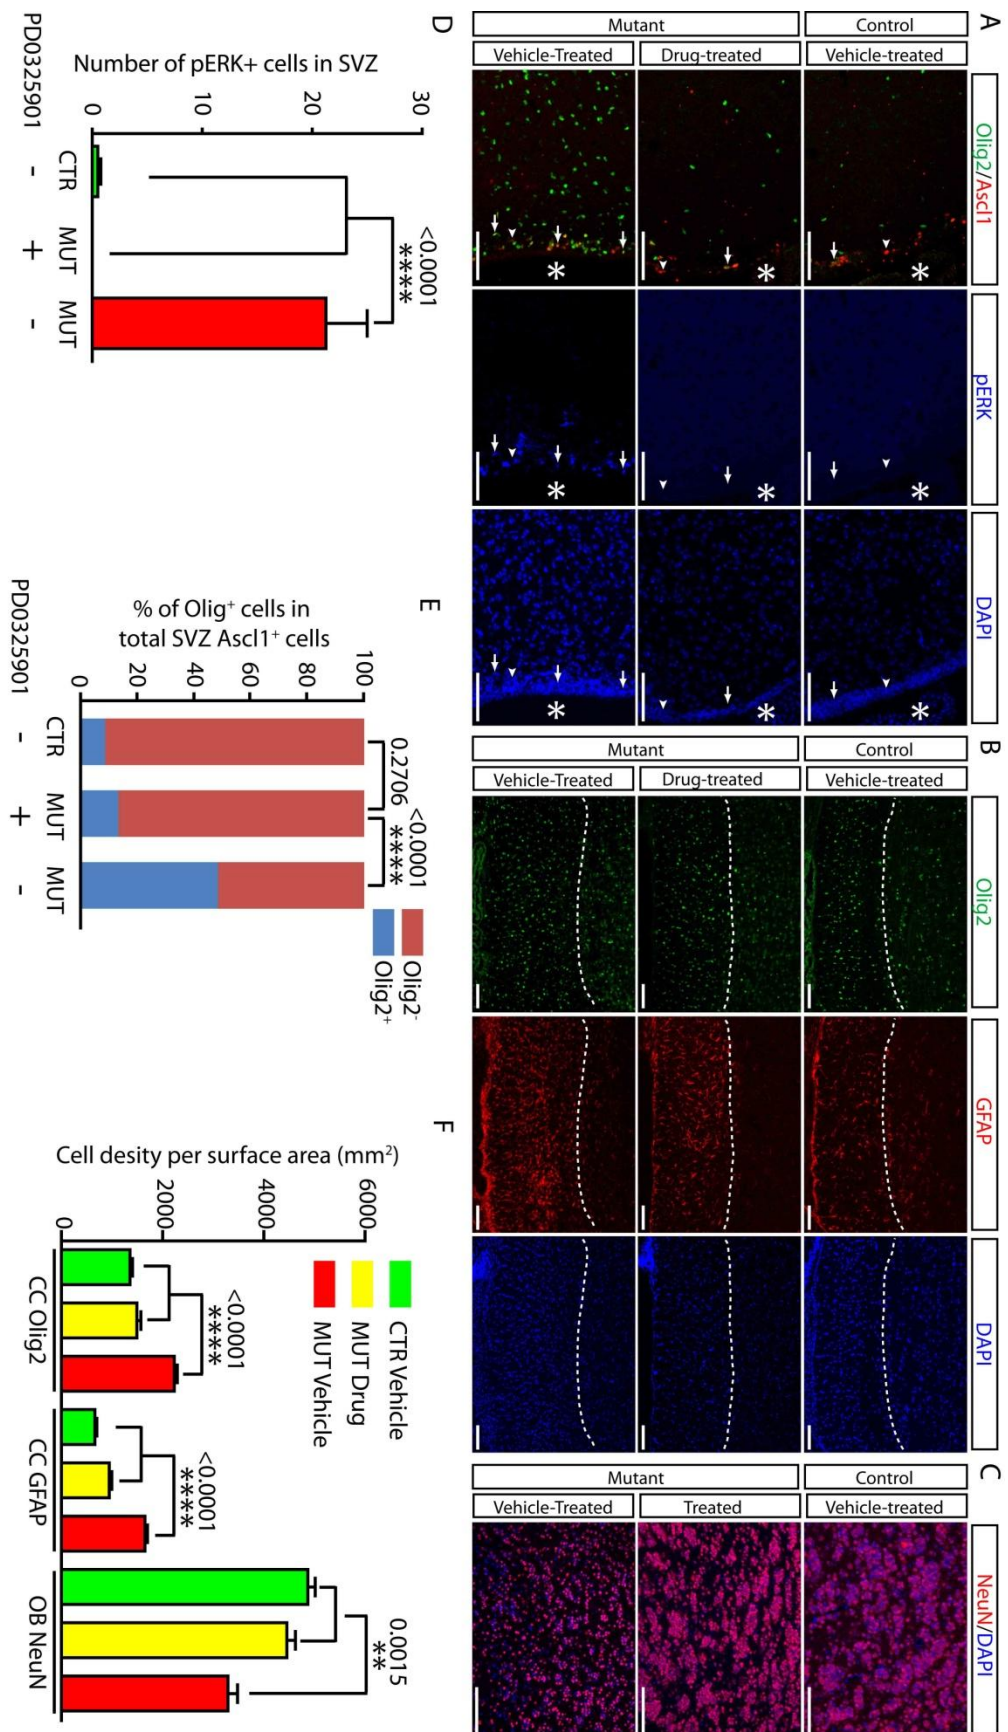 A
Control
Mutant
Vehicle-treated
Drug-treated
Vehicle-Treated
Olig2/Ascl1
pERK
DAPI
*
*
*
*
*
*
*
*
*
B
Control
Mutant
Vehicle-treated
Drug-treated
Vehicle-Treated
Olig2
GFAP
DAPI
C
Control
Mutant
Vehicle-treated
Treated
Vehicle-Treated
NeuN/DAPI
D
Number of pERK+ cells in SVZ
30
20
10
0
<0.0001
****
CTR MUT MUT
PD0325901 - + -
E
% of Olig⁺ cells in
total SVZ Ascl1⁺ cells
100
80
60
40
20
0
0.2706
<0.0001
****
Olig2⁻
Olig2⁺
CTR MUT MUT
PD0325901 - + -
F
Cell desity per surface area (mm²)
6000
4000
2000
0
CTR Vehicle
MUT Drug
MUT Vehicle
<0.0001
****
<0.0001
****
0.0015
**
CC Olig2 CC GFAP OB NeuN